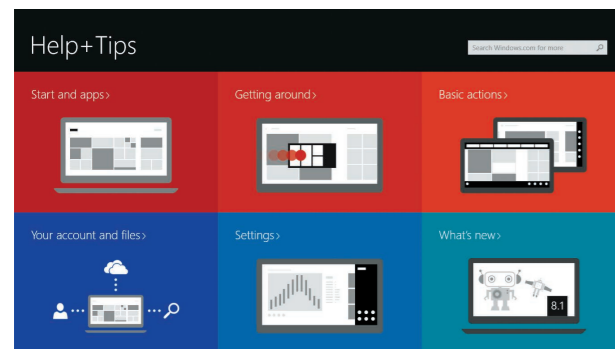 Help+Tips
Search Windows.com for more
Start and apps›
Getting around›
Basic actions›
Your account and files›
Settings›
What's new›
8.1